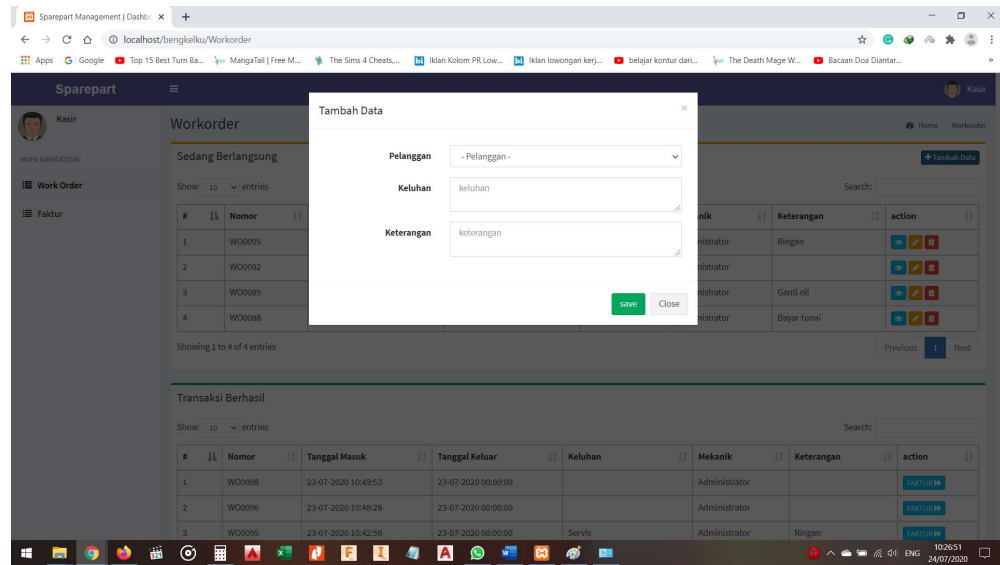 Sparepart Management | Dashbo
localhost/bengkelku/Workorder
Apps Google Top 15 Best Turn Ba... MangaTail | Free M... The Sims 4 Cheats,... Iklan Kolom PR Low... Iklan lowongan kerj... belajar kontur dari... The Death Mage W... Bacaan Doa Diantar... »
Sparepart Kasir
Kasir
MAIN NAVIGATION
Work Order
Faktur
Workorder Home Workorder
Sedang Berlangsung + Tambah Data
Show 10 entries Search:
# Nomor nik Keterangan action
1 WO0095 nistrator Ringan
2 WO0092 nistrator
3 WO0089 nistrator Ganti oli
4 WO0088 nistrator Bayar tunai
Showing 1 to 4 of 4 entries Previous 1 Next
Tambah Data ×
Pelanggan - Pelanggan -
Keluhan keluhan
Keterangan keterangan
save Close
Transaksi Berhasil
Show 10 entries Search:
# Nomor Tanggal Masuk Tanggal Keluar Keluhan Mekanik Keterangan action
1 WO0098 23-07-2020 10:49:53 23-07-2020 00:00:00 Administrator FAKTUR
2 WO0096 23-07-2020 10:48:28 23-07-2020 00:00:00 Administrator FAKTUR
3 WO0095 23-07-2020 10:42:56 23-07-2020 00:00:00 Servis Administrator Ringan FAKTUR
ENG 10:26:51
24/07/2020